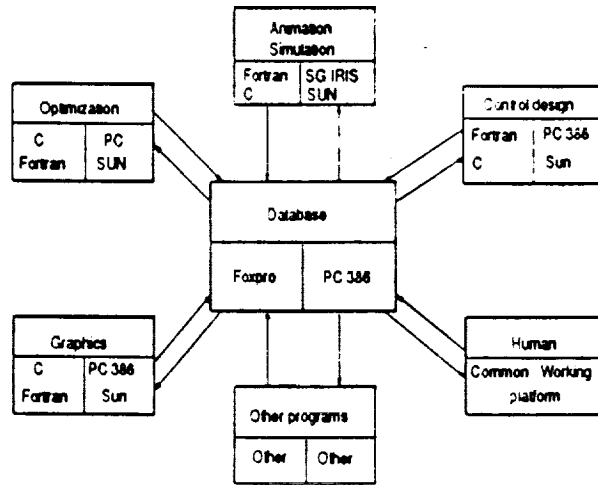 Animation
Simulation
Fortran SG IRIS
C SUN
Optimization
C PC
Fortran SUN
Control design
Fortran PC 386
C Sun
Database
Foxpro PC 386
Graphics
C PC 386
Fortran Sun
Human
Common Working
platform
Other programs
Other Other